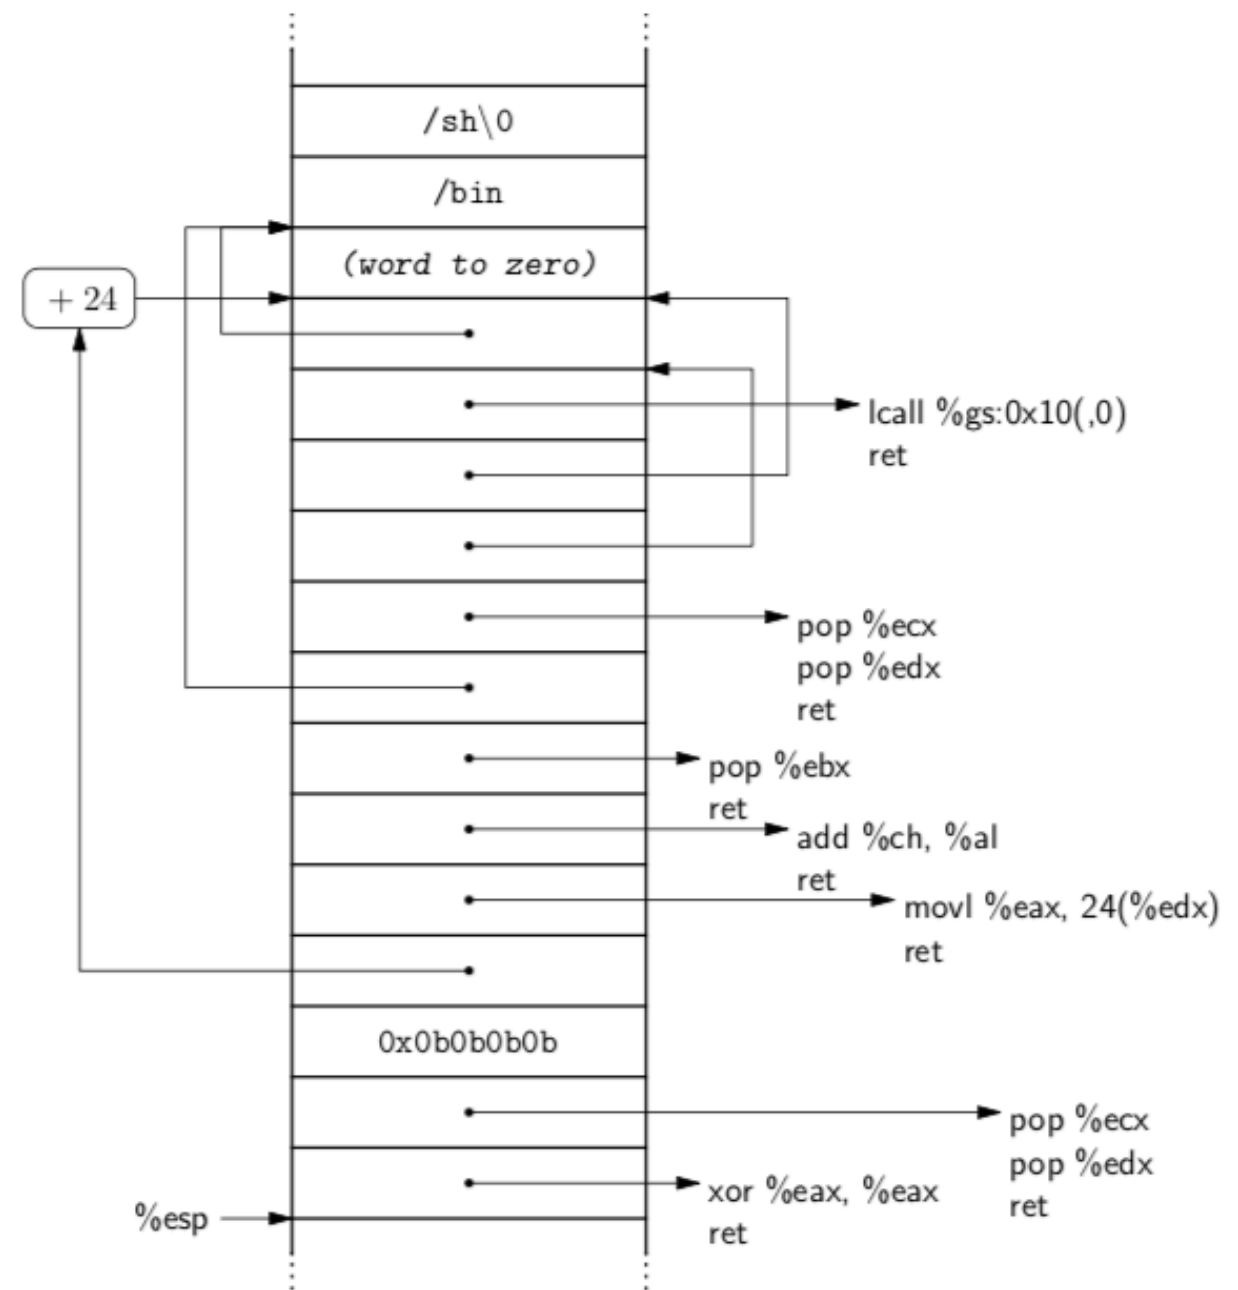 /sh\0
/bin
(word to zero)
+ 24
lcall %gs:0x10(,0)
ret
pop %ecx
pop %edx
ret
pop %ebx
ret
add %ch, %al
ret
movl %eax, 24(%edx)
ret
0x0b0b0b0b
pop %ecx
pop %edx
ret
xor %eax, %eax
ret
%esp